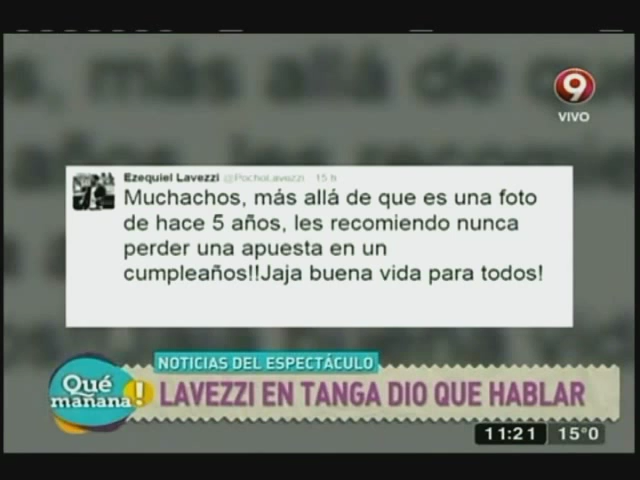 9
VIVO
Ezequiel Lavezzi @PochoLavezzi 15 h
Muchachos, más allá de que es una foto
de hace 5 años, les recomiendo nunca
perder una apuesta en un
cumpleaños!!Jaja buena vida para todos!
NOTICIAS DEL ESPECTÁCULO
Qué
mañana!
LAVEZZI EN TANGA DIO QUE HABLAR
11:21 15°0